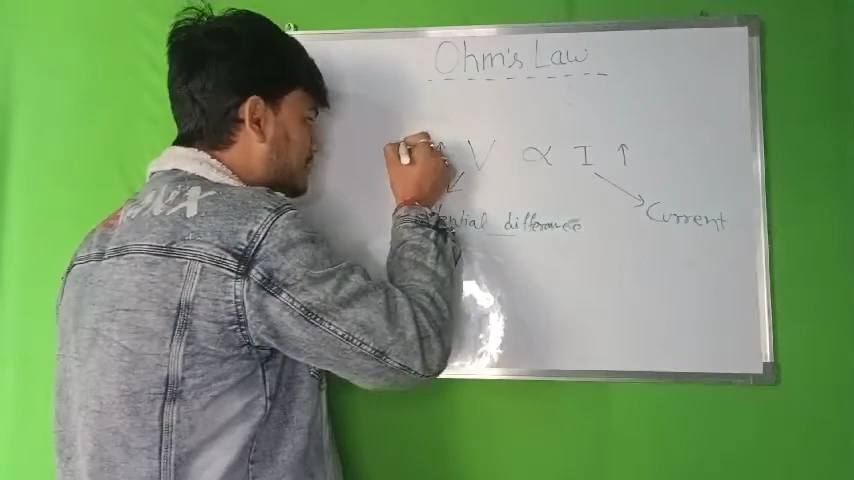 Ohm's Law
↑ V ∝ I ↑
difference
Current